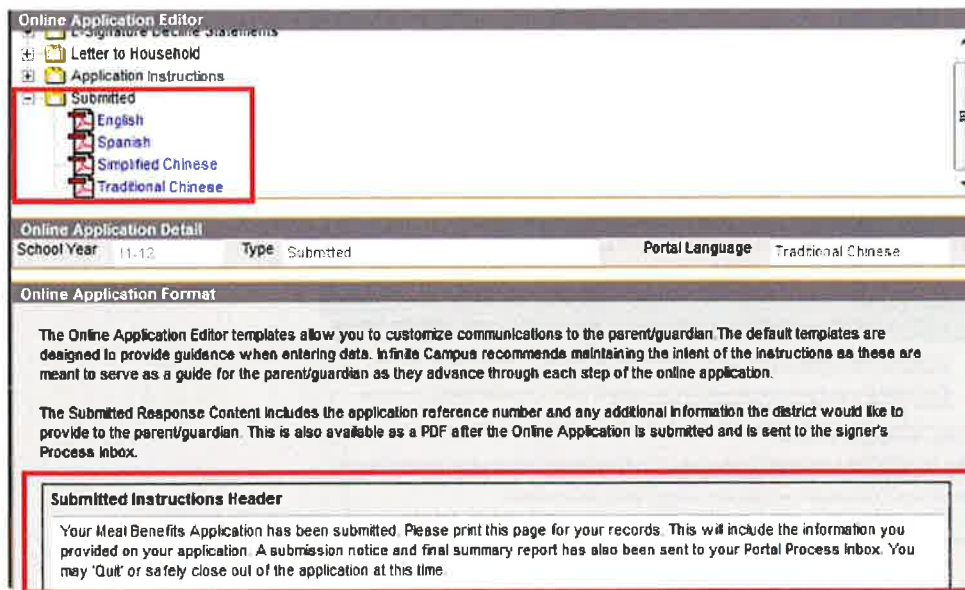 Online Application Editor
E-Signature Decline Statements
Letter to Household
Application Instructions
Submitted
English
Spanish
Simplified Chinese
Traditional Chinese
Online Application Detail
School Year 11-12 Type Submitted Portal Language Traditional Chinese
Online Application Format
The Online Application Editor templates allow you to customize communications to the parent/guardian.The default templates are
designed to provide guidance when entering data. Infinite Campus recommends maintaining the intent of the instructions as these are
meant to serve as a guide for the parent/guardian as they advance through each step of the online application.
The Submitted Response Content includes the application reference number and any additional information the district would like to
provide to the parent/guardian. This is also available as a PDF after the Online Application is submitted and is sent to the signer's
Process Inbox.
Submitted Instructions Header
Your Meal Benefits Application has been submitted. Please print this page for your records. This will include the information you
provided on your application. A submission notice and final summary report has also been sent to your Portal Process Inbox. You
may 'Quit' or safely close out of the application at this time.